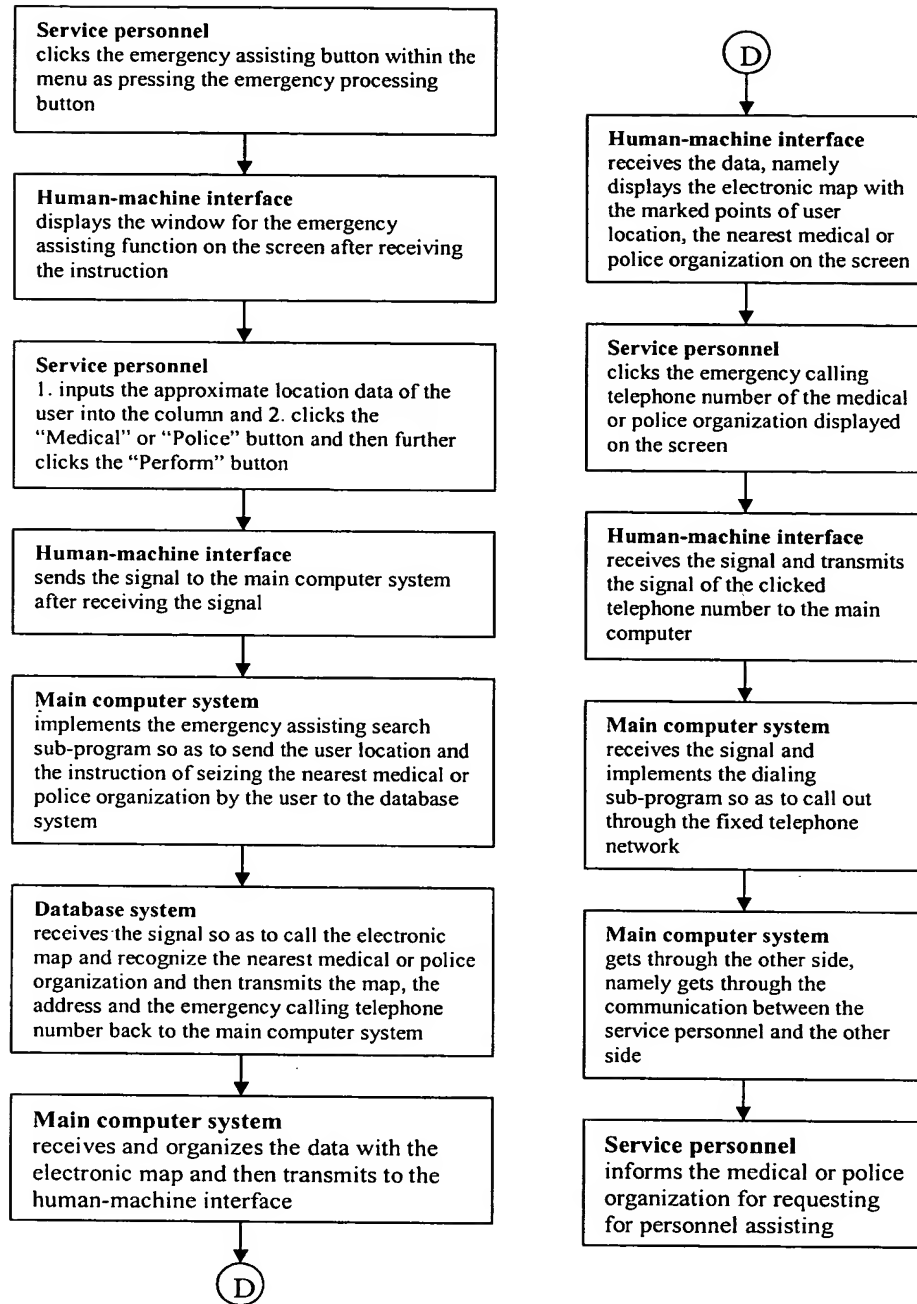 Service personnel
clicks the emergency assisting button within the
menu as pressing the emergency processing
button
Human-machine interface
displays the window for the emergency
assisting function on the screen after receiving
the instruction
Service personnel
1. inputs the approximate location data of the
user into the column and 2. clicks the
“Medical” or “Police” button and then further
clicks the “Perform” button
Human-machine interface
sends the signal to the main computer system
after receiving the signal
Main computer system
implements the emergency assisting search
sub-program so as to send the user location and
the instruction of seizing the nearest medical or
police organization by the user to the database
system
Database system
receives the signal so as to call the electronic
map and recognize the nearest medical or police
organization and then transmits the map, the
address and the emergency calling telephone
number back to the main computer system
Main computer system
receives and organizes the data with the
electronic map and then transmits to the
human-machine interface
D
D
Human-machine interface
receives the data, namely
displays the electronic map with
the marked points of user
location, the nearest medical or
police organization on the screen
Service personnel
clicks the emergency calling
telephone number of the medical
or police organization displayed
on the screen
Human-machine interface
receives the signal and transmits
the signal of the clicked
telephone number to the main
computer
Main computer system
receives the signal and
implements the dialing
sub-program so as to call out
through the fixed telephone
network
Main computer system
gets through the other side,
namely gets through the
communication between the
service personnel and the other
side
Service personnel
informs the medical or police
organization for requesting
for personnel assisting